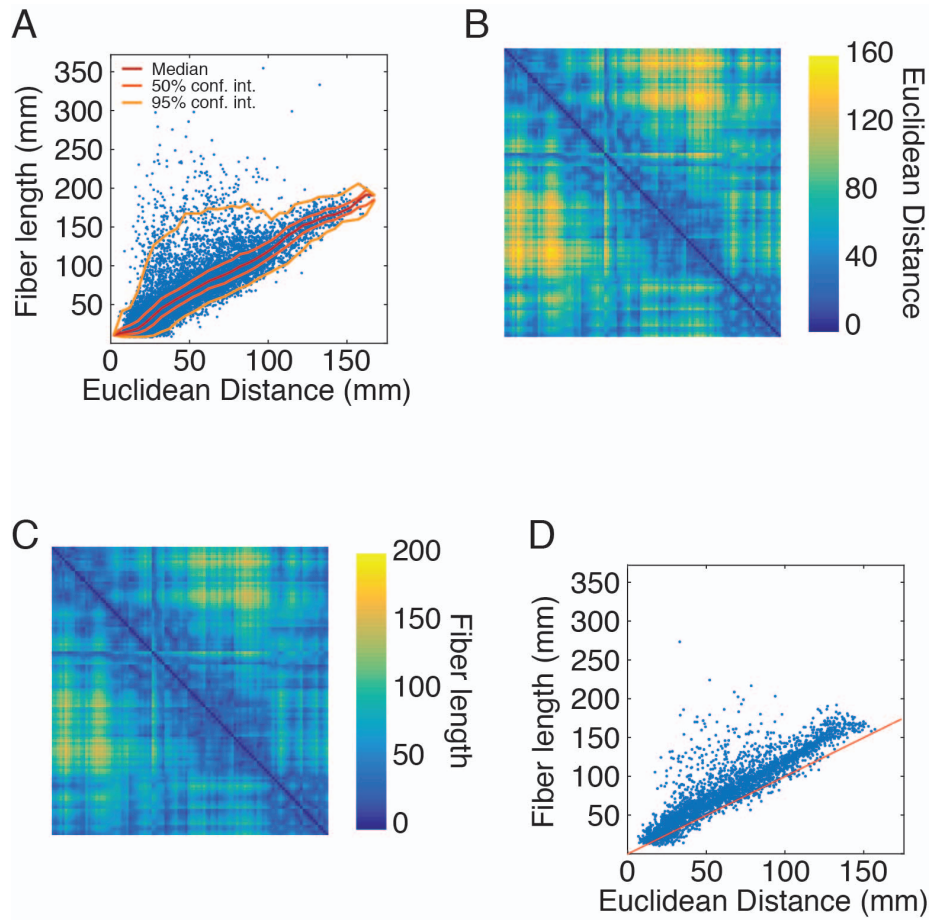 A
350
300
250
200
150
100
50
0
50
100
150
Fiber length (mm)
Euclidean Distance (mm)
Median
50% conf. int.
95% conf. int.
B
160
120
80
40
0
Euclidean Distance
C
200
150
100
50
0
Fiber length
D
350
300
250
200
150
100
50
0
50
100
150
Fiber length (mm)
Euclidean Distance (mm)